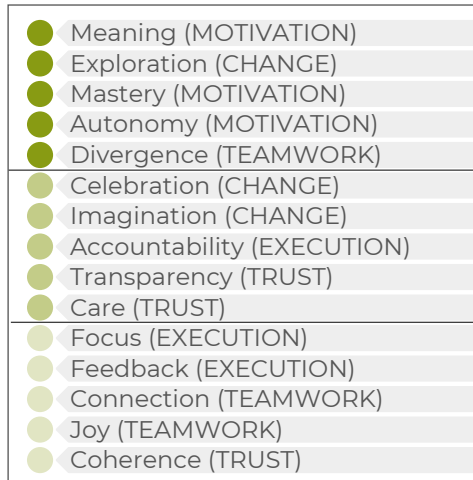 Meaning (MOTIVATION)
Exploration (CHANGE)
Mastery (MOTIVATION)
Autonomy (MOTIVATION)
Divergence (TEAMWORK)
Celebration (CHANGE)
Imagination (CHANGE)
Accountability (EXECUTION)
Transparency (TRUST)
Care (TRUST)
Focus (EXECUTION)
Feedback (EXECUTION)
Connection (TEAMWORK)
Joy (TEAMWORK)
Coherence (TRUST)